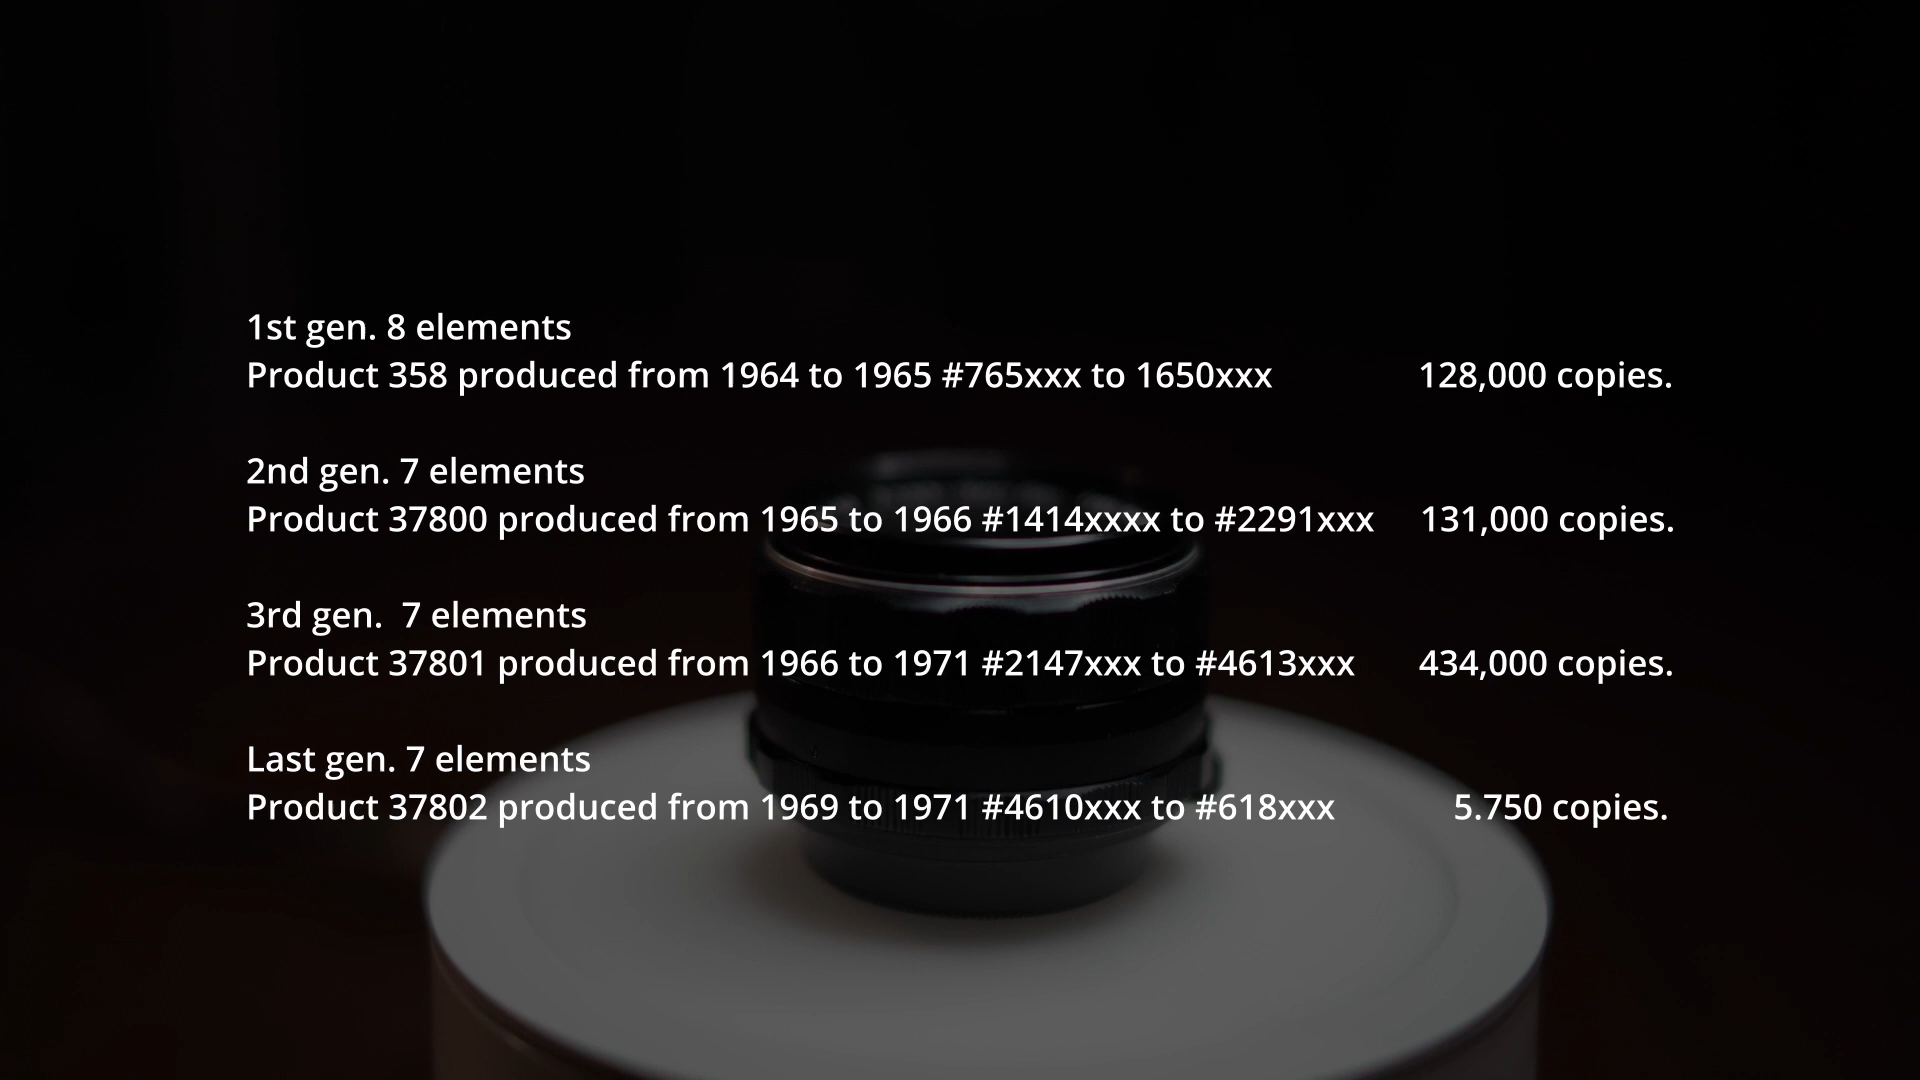 1st gen. 8 elements
Product 358 produced from 1964 to 1965 #765xxx to 1650xxx 128,000 copies.
2nd gen. 7 elements
Product 37800 produced from 1965 to 1966 #1414xxxx to #2291xxx 131,000 copies.
3rd gen.  7 elements
Product 37801 produced from 1966 to 1971 #2147xxx to #4613xxx 434,000 copies.
Last gen. 7 elements
Product 37802 produced from 1969 to 1971 #4610xxx to #618xxx 5.750 copies.